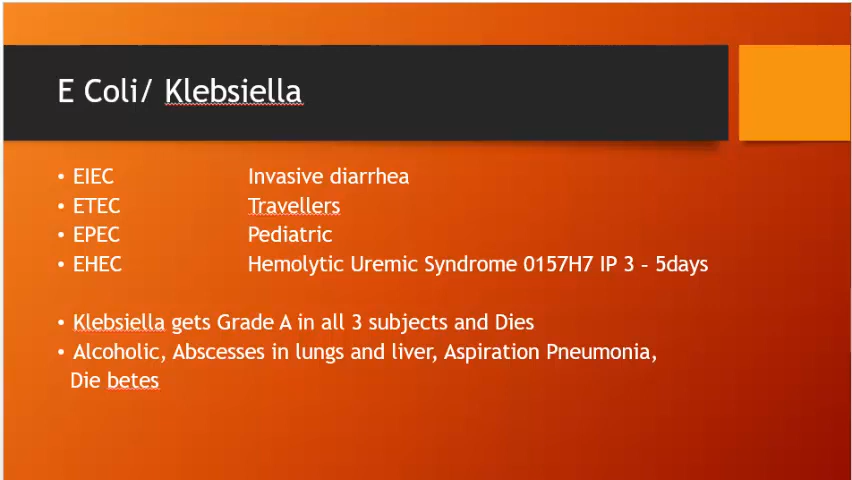 E Coli/ Klebsiella
• EIEC Invasive diarrhea
• ETEC Travellers
• EPEC Pediatric
• EHEC Hemolytic Uremic Syndrome 0157H7 IP 3 – 5days
• Klebsiella gets Grade A in all 3 subjects and Dies
• Alcoholic, Abscesses in lungs and liver, Aspiration Pneumonia,
Die betes